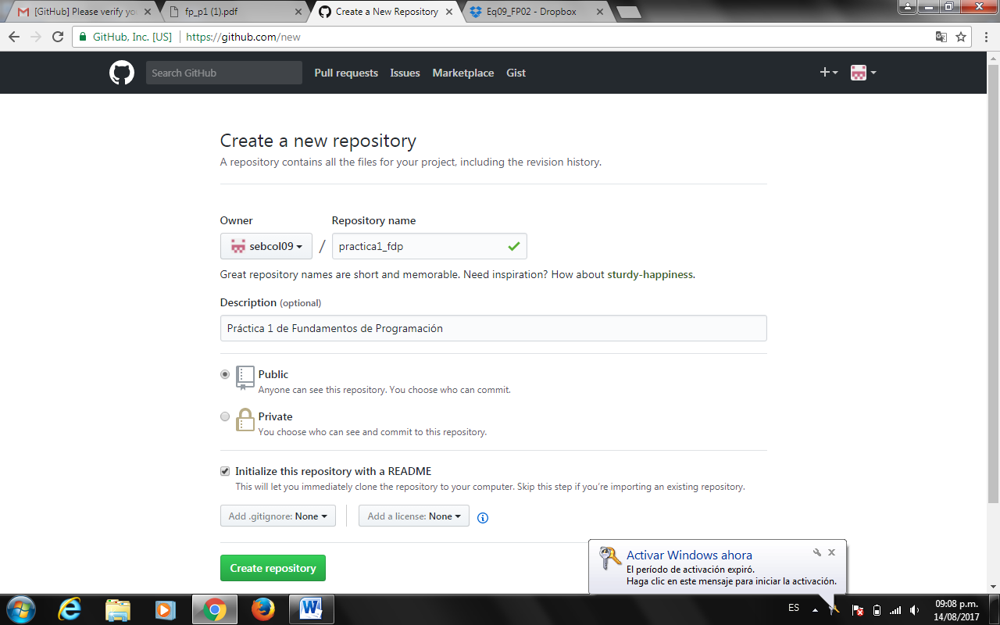 [GitHub] Please verify yo
fp_p1 (1).pdf
Create a New Repository
Eq09_FP02 - Dropbox
GitHub, Inc. [US]
https://github.com/new
Search GitHub
Pull requests
Issues
Marketplace
Gist
Create a new repository
A repository contains all the files for your project, including the revision history.
Owner
Repository name
sebcol09
/
practica1_fdp
Great repository names are short and memorable. Need inspiration? How about sturdy-happiness.
Description (optional)
Práctica 1 de Fundamentos de Programación
Public
Anyone can see this repository. You choose who can commit.
Private
You choose who can see and commit to this repository.
Initialize this repository with a README
This will let you immediately clone the repository to your computer. Skip this step if you're importing an existing repository.
Add .gitignore: None
Add a license: None
Create repository
Activar Windows ahora
El período de activación expiró.
Haga clic en este mensaje para iniciar la activación.
ES
09:08 p.m.
14/08/2017